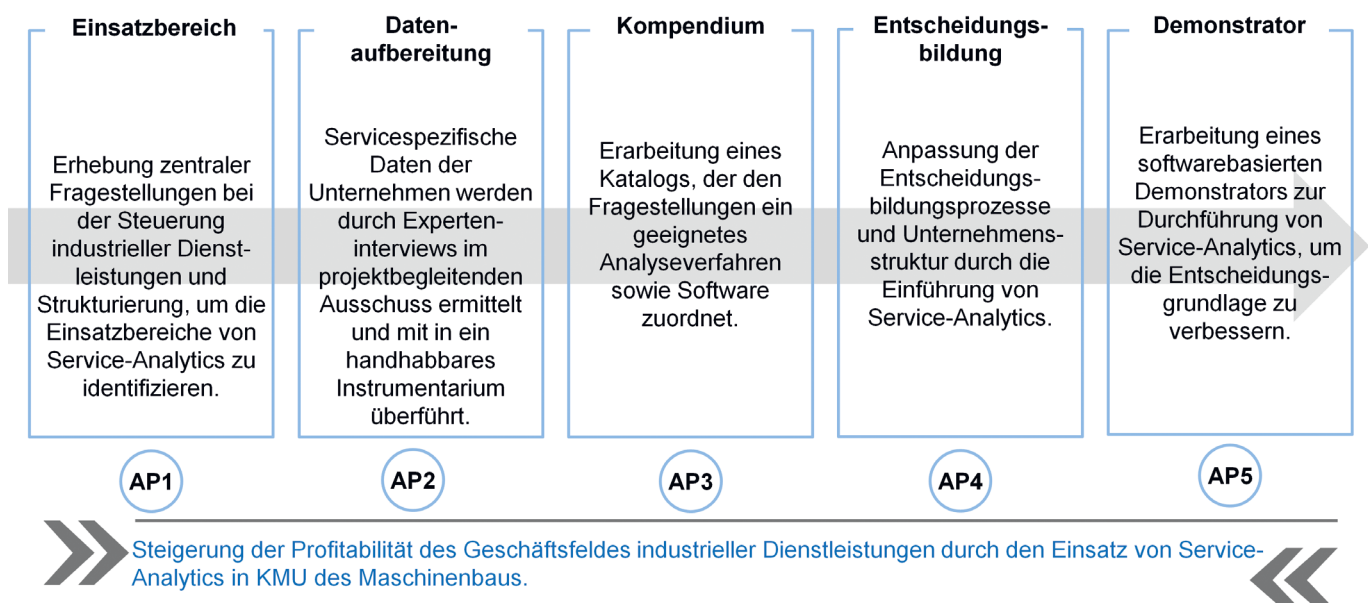 Einsatzbereich
Erhebung zentraler
Fragestellungen bei
der Steuerung
industrieller Dienst-
leistungen und
Strukturierung, um die
Einsatzbereiche von
Service-Analytics zu
identifizieren.
AP1
Daten-
aufbereitung
Servicespezifische
Daten der
Unternehmen werden
durch Experten-
interviews im
projektbegleitenden
Ausschuss ermittelt
und mit in ein
handhabbares
Instrumentarium
überführt.
AP2
Kompendium
Erarbeitung eines
Katalogs, der den
Fragestellungen ein
geeignetes
Analyseverfahren
sowie Software
zuordnet.
AP3
Entscheidungs-
bildung
Anpassung der
Entscheidungs-
bildungsprozesse
und Unternehmens-
struktur durch die
Einführung von
Service-Analytics.
AP4
Demonstrator
Erarbeitung eines
softwarebasierten
Demonstrators zur
Durchführung von
Service-Analytics, um
die Entscheidungs-
grundlage zu
verbessern.
AP5
Steigerung der Profitabilität des Geschäftsfeldes industrieller Dienstleistungen durch den Einsatz von Service-
Analytics in KMU des Maschinenbaus.